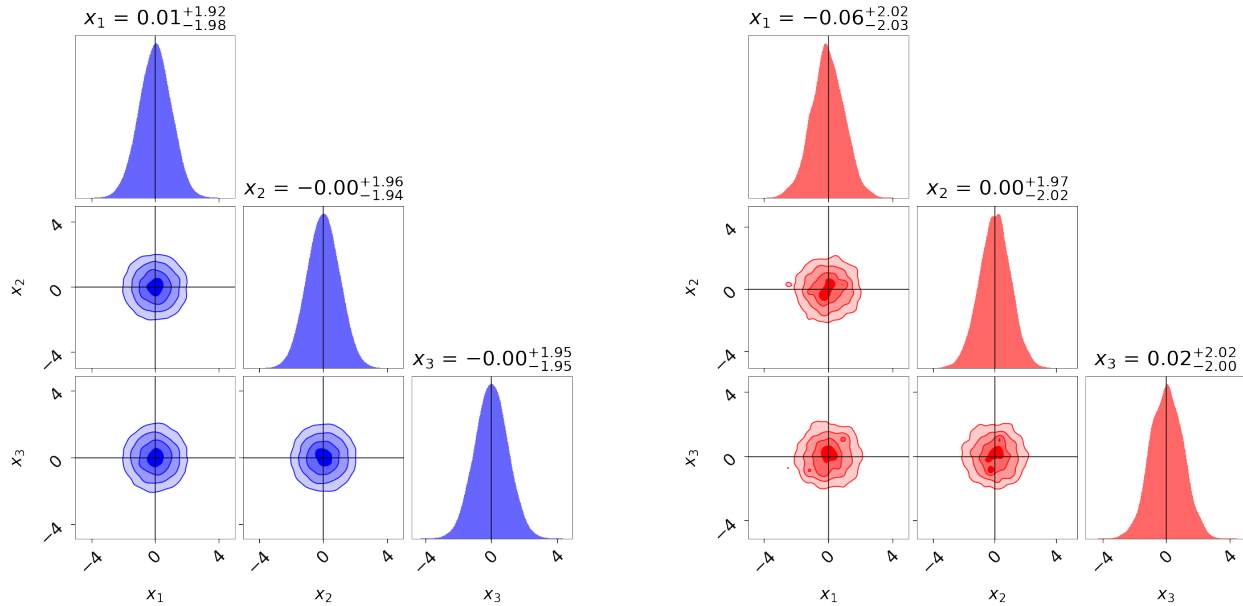 x₁ = 0.01⁺¹·⁹²₋₁.₉₈
x₁ = −0.06⁺²·⁰²₋₂.₀₃
x₂ = −0.00⁺¹·⁹⁶₋₁.₉₄
x₂ = 0.00⁺¹·⁹⁷₋₂.₀₂
x₂
4
0
−4
x₂
4
0
−4
x₃ = −0.00⁺¹·⁹⁵₋₁.₉₅
x₃ = 0.02⁺²·⁰²₋₂.₀₀
x₃
4
0
−4
x₃
4
0
−4
−4 0 4 −4 0 4 −4 0 4
−4 0 4 −4 0 4 −4 0 4
x₁ x₂ x₃
x₁ x₂ x₃